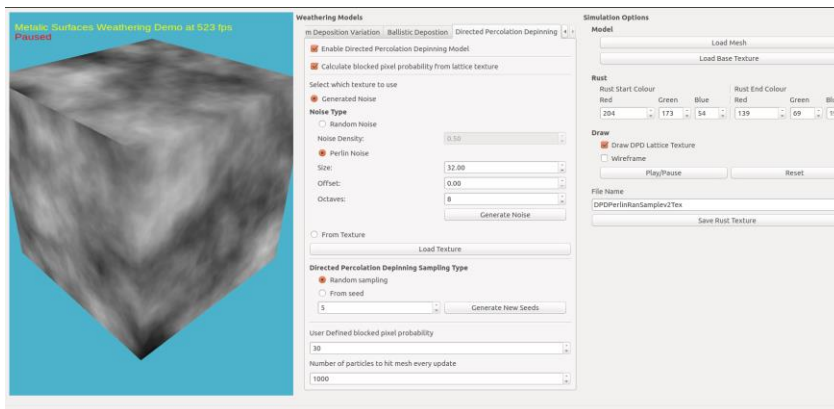 Metalic Surfaces Weathering Demo at 523 fps
Paused
Weathering Models
m Deposition Variation Ballistic Depostion Directed Percolation Depinning
Enable Directed Percolation Depinning Model
Calculate blocked pixel probability from lattice texture
Select which texture to use
Generated Noise
Noise Type
Random Noise
Noise Density: 0.50
Perlin Noise
Size: 32.00
Offset: 0.00
Octaves: 8
Generate Noise
From Texture
Load Texture
Directed Percolation Depinning Sampling Type
Random sampling
From seed
5 Generate New Seeds
User Defined blocked pixel probability
30
Number of particles to hit mesh every update
1000
Simulation Options
Model
Load Mesh
Load Base Texture
Rust
Rust Start Colour Rust End Colour
Red Green Blue Red Green Blu
204 173 54 139 69 19
Draw
Draw DPD Lattice Texture
Wireframe
Play/Pause Reset
File Name
DPDPerlinRanSamplev2Tex
Save Rust Texture